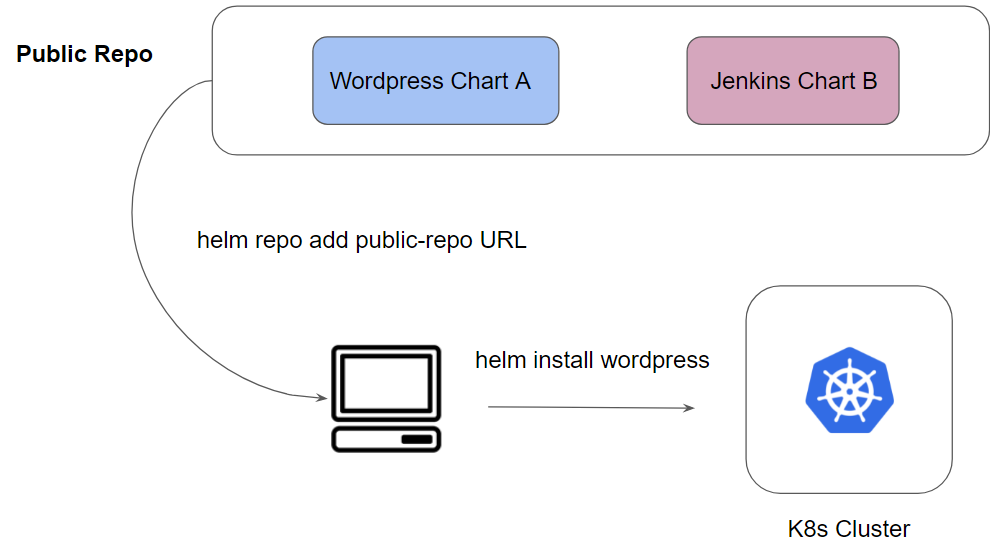 Public Repo
Wordpress Chart A
Jenkins Chart B
helm repo add public-repo URL
helm install wordpress
K8s Cluster